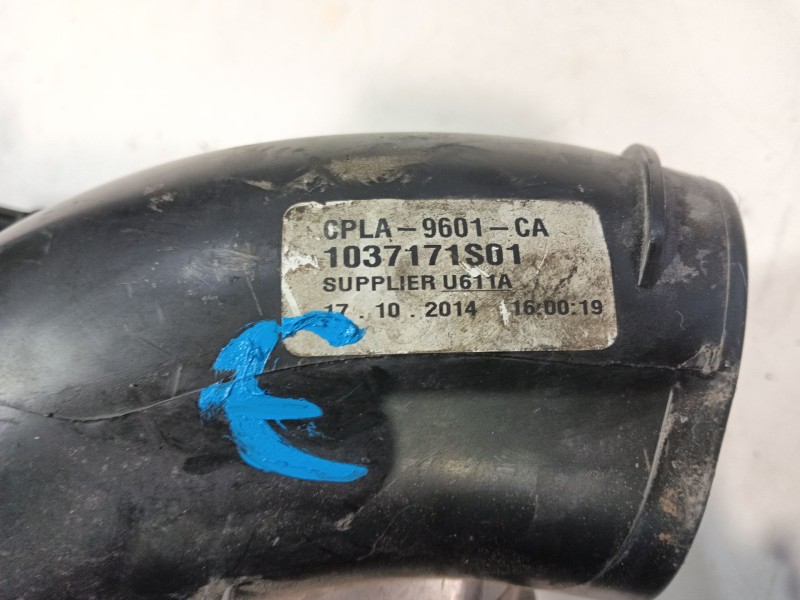 CPLA-9601-CA
1037171S01
SUPPLIER U611A
17.10.2014 16:00:19